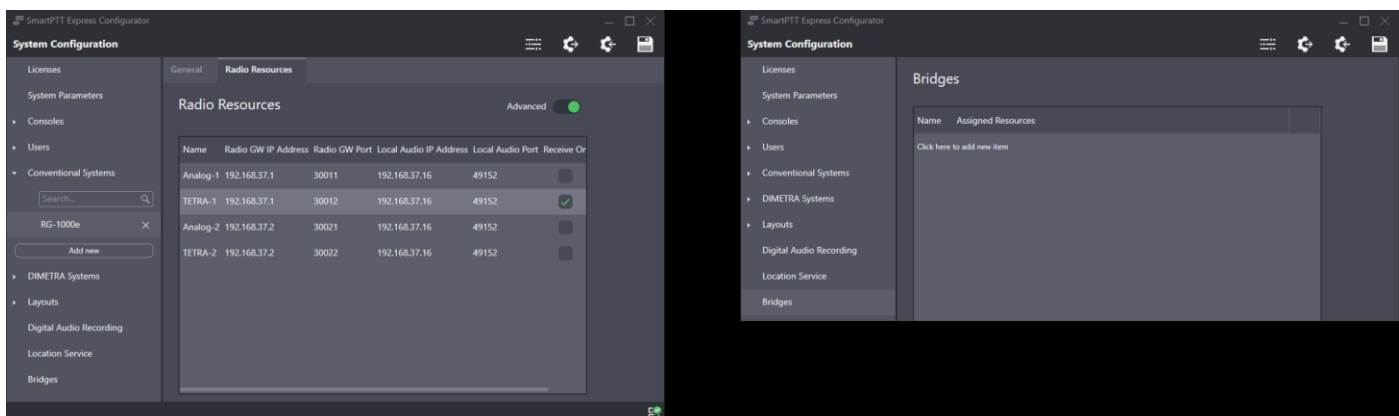 SmartPTT Express Configurator
System Configuration
Licenses
System Parameters
Consoles
Users
Conventional Systems
Search...
RG-1000e
Add new
DIMETRA Systems
Layouts
Digital Audio Recording
Location Service
Bridges
General Radio Resources
Radio Resources
Advanced
Name Radio GW IP Address Radio GW Port Local Audio IP Address Local Audio Port Receive Or
Analog-1 192.168.37.1 30011 192.168.37.16 49152
TETRA-1 192.168.37.1 30012 192.168.37.16 49152
Analog-2 192.168.37.2 30021 192.168.37.16 49152
TETRA-2 192.168.37.2 30022 192.168.37.16 49152
SmartPTT Express Configurator
System Configuration
Licenses
System Parameters
Consoles
Users
Conventional Systems
DIMETRA Systems
Layouts
Digital Audio Recording
Location Service
Bridges
Bridges
Name Assigned Resources
Click here to add new item